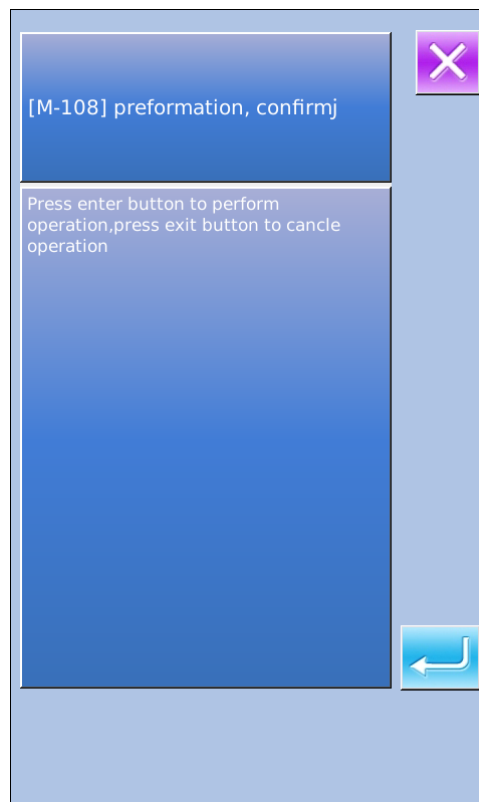 [M-108] preformation, confirmj
Press enter button to perform
operation,press exit button to cancle
operation